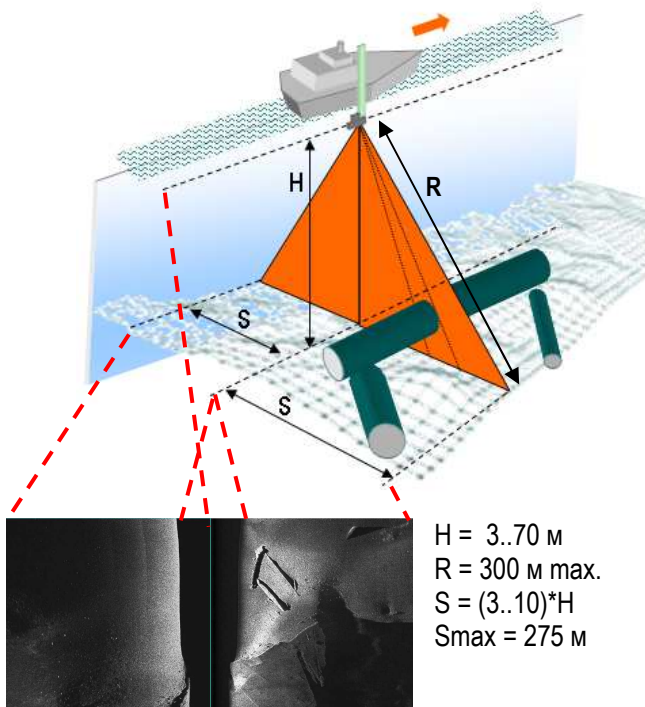 H
R
S
S
H = 3..70 м
R = 300 м max.
S = (3..10)*H
Smax = 275 м